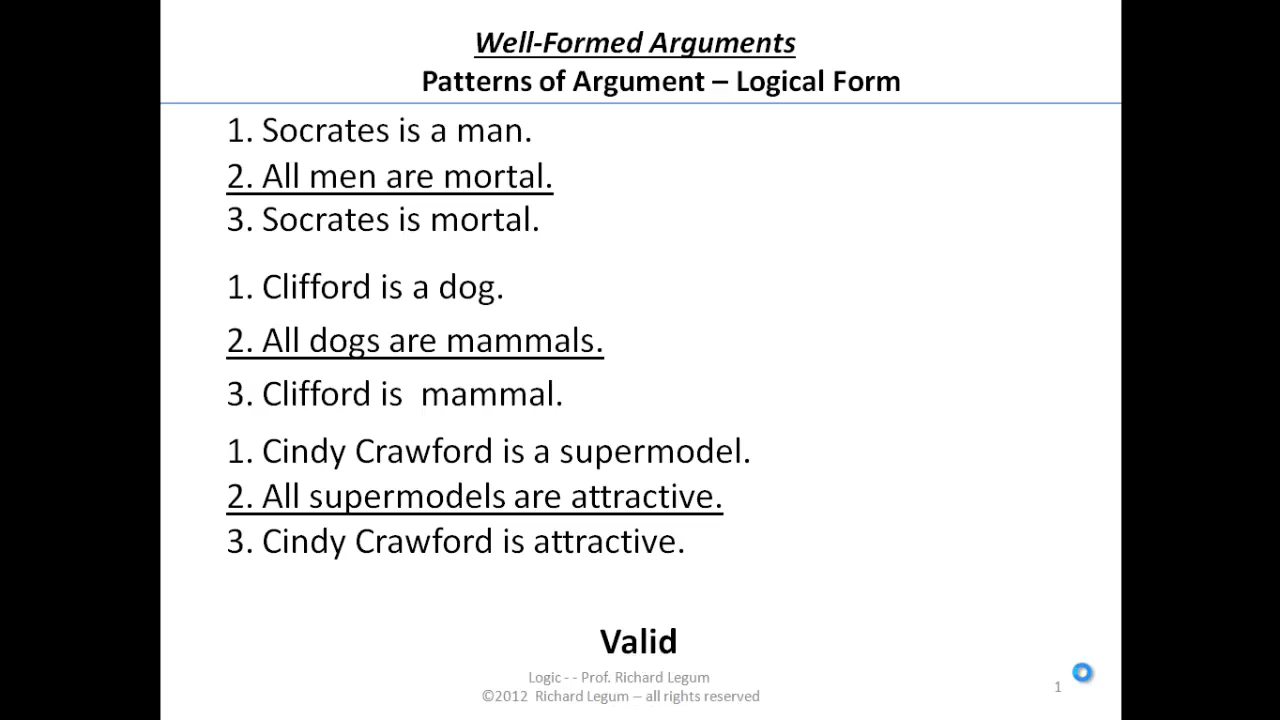 Well-Formed Arguments
Patterns of Argument – Logical Form
1. Socrates is a man.
2. All men are mortal.
3. Socrates is mortal.
1. Clifford is a dog.
2. All dogs are mammals.
3. Clifford is  mammal.
1. Cindy Crawford is a supermodel.
2. All supermodels are attractive.
3. Cindy Crawford is attractive.
Valid
Logic - - Prof. Richard Legum
©2012  Richard Legum – all rights reserved
1